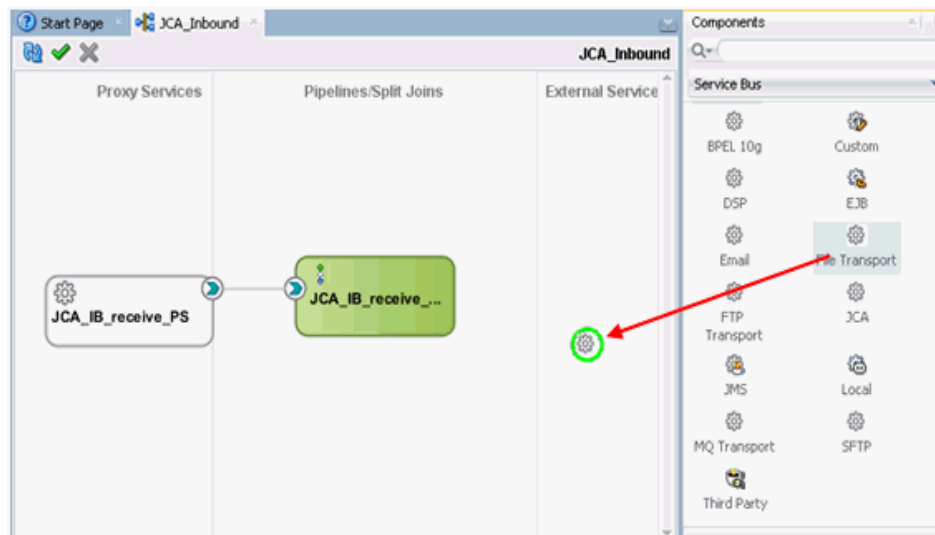 Start Page
JCA_Inbound
Components
JCA_Inbound
Service Bus
Proxy Services
Pipelines/Split Joins
External Service
BPEL 10g
Custom
DSP
EJB
Email
File Transport
JCA_IB_receive_PS
JCA_IB_receive_...
FTP
Transport
JCA
JMS
Local
MQ Transport
SFTP
Third Party